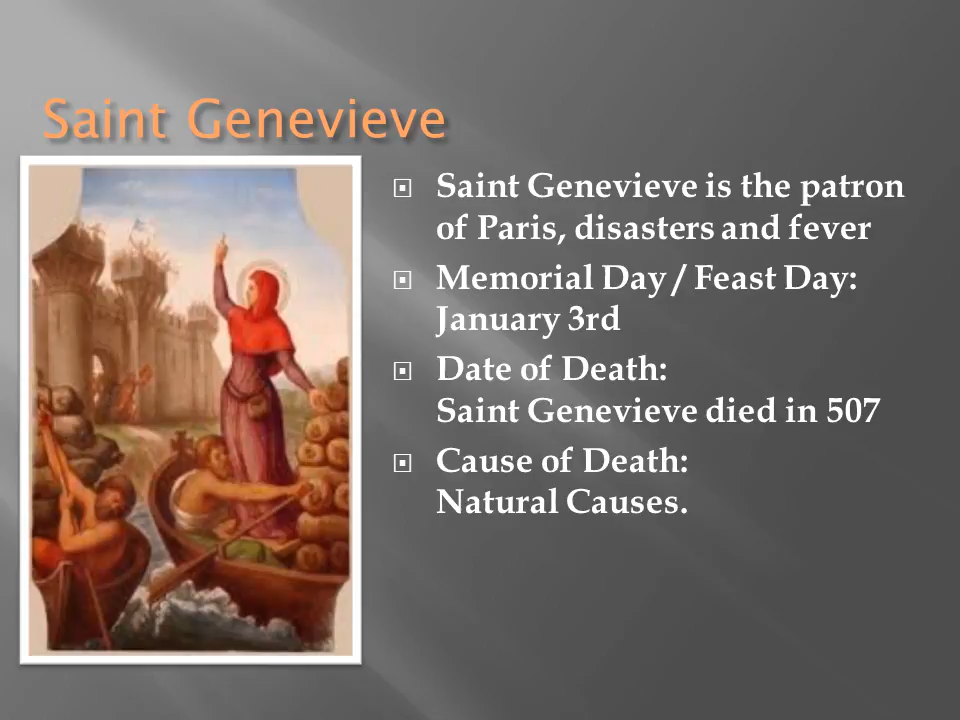 Saint Genevieve
Saint Genevieve is the patron
of Paris, disasters and fever
Memorial Day / Feast Day:
January 3rd
Date of Death:
Saint Genevieve died in 507
Cause of Death:
Natural Causes.